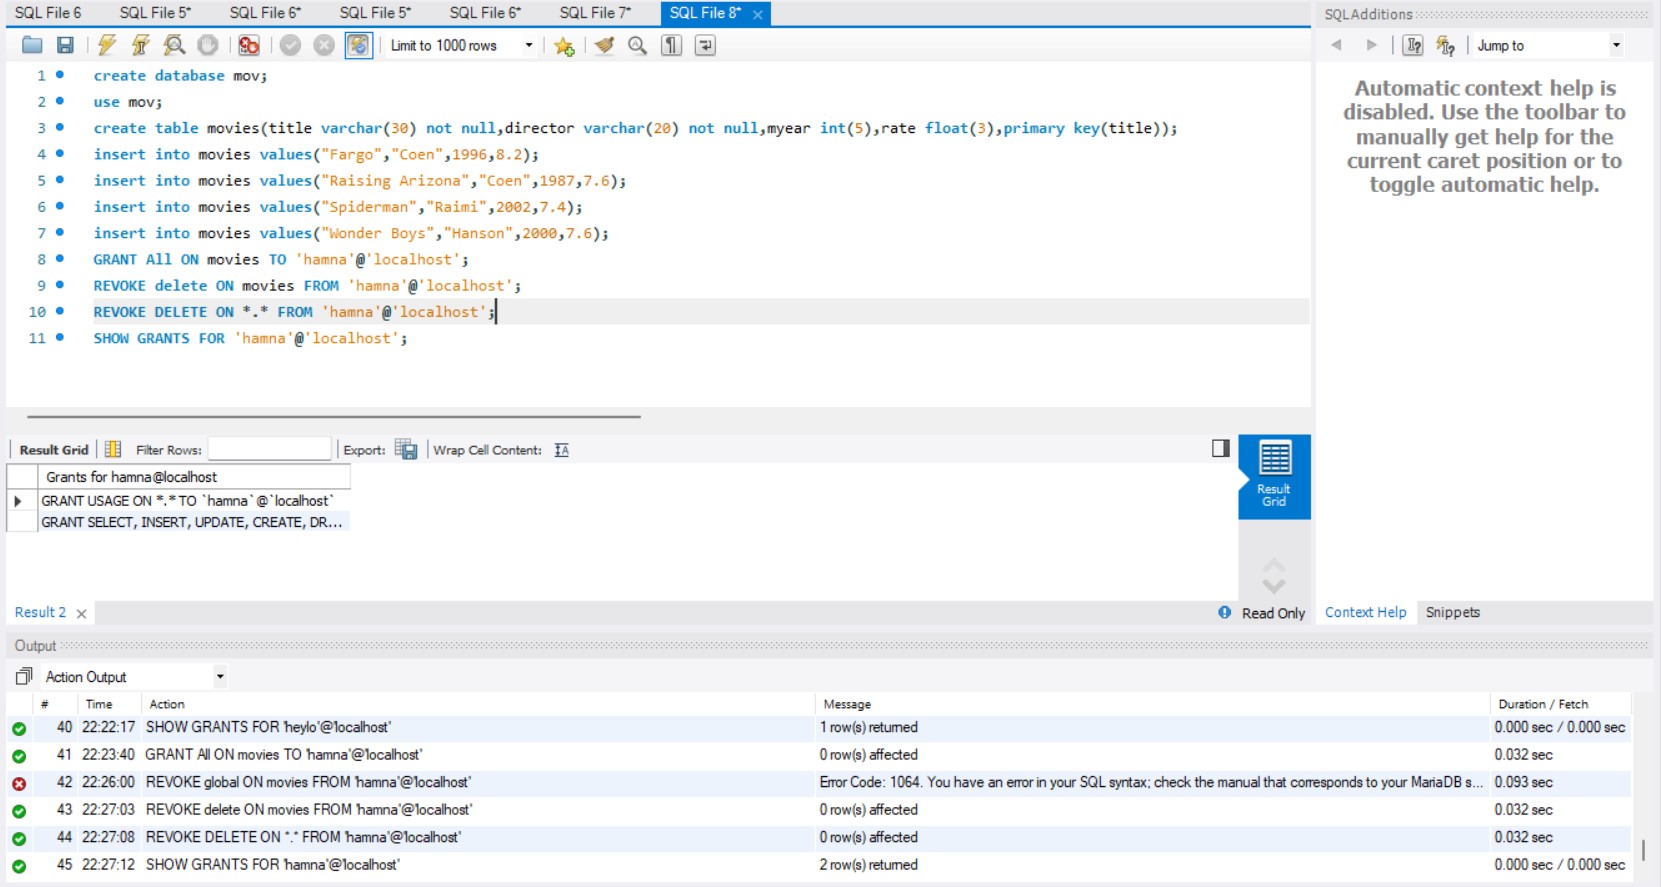 SQL File 6 SQL File 5* SQL File 6* SQL File 5* SQL File 6* SQL File 7* SQL File 8*
SQLAdditions
Limit to 1000 rows
Jump to
1 create database mov;
2 use mov;
3 create table movies(title varchar(30) not null,director varchar(20) not null,myear int(5),rate float(3),primary key(title));
4 insert into movies values("Fargo","Coen",1996,8.2);
5 insert into movies values("Raising Arizona","Coen",1987,7.6);
6 insert into movies values("Spiderman","Raimi",2002,7.4);
7 insert into movies values("Wonder Boys","Hanson",2000,7.6);
8 GRANT All ON movies TO 'hamna'@'localhost';
9 REVOKE delete ON movies FROM 'hamna'@'localhost';
10 REVOKE DELETE ON *.* FROM 'hamna'@'localhost';
11 SHOW GRANTS FOR 'hamna'@'localhost';
Automatic context help is
disabled. Use the toolbar to
manually get help for the
current caret position or to
toggle automatic help.
Result Grid Filter Rows: Export: Wrap Cell Content:
Grants for hamna@localhost
GRANT USAGE ON *.* TO `hamna`@`localhost`
GRANT SELECT, INSERT, UPDATE, CREATE, DR...
Result
Grid
Result 2
Read Only
Context Help Snippets
Output
Action Output
# Time Action Message Duration / Fetch
40 22:22:17 SHOW GRANTS FOR 'heylo'@'localhost' 1 row(s) returned 0.000 sec / 0.000 sec
41 22:23:40 GRANT All ON movies TO 'hamna'@'localhost' 0 row(s) affected 0.032 sec
42 22:26:00 REVOKE global ON movies FROM 'hamna'@'localhost' Error Code: 1064. You have an error in your SQL syntax; check the manual that corresponds to your MariaDB s... 0.093 sec
43 22:27:03 REVOKE delete ON movies FROM 'hamna'@'localhost' 0 row(s) affected 0.032 sec
44 22:27:08 REVOKE DELETE ON *.* FROM 'hamna'@'localhost' 0 row(s) affected 0.032 sec
45 22:27:12 SHOW GRANTS FOR 'hamna'@'localhost' 2 row(s) returned 0.000 sec / 0.000 sec